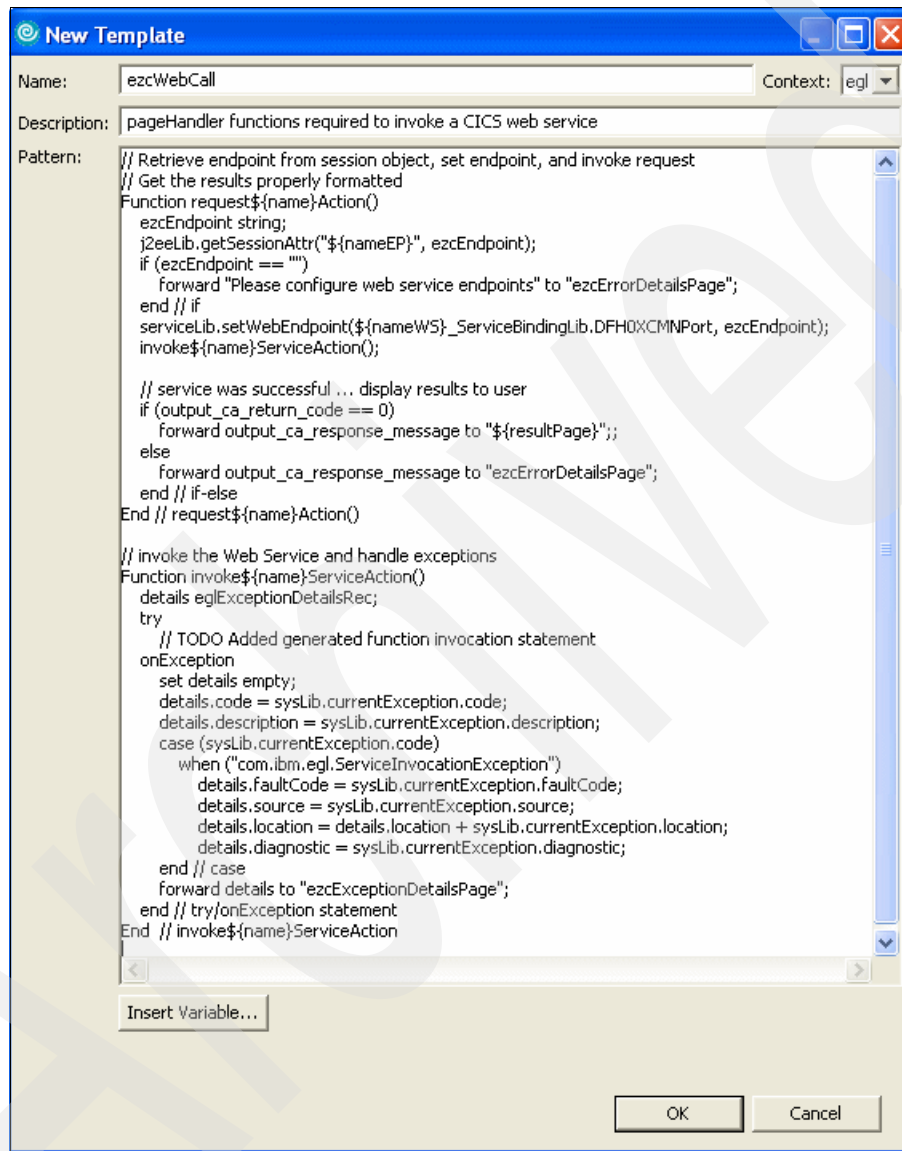 New Template
Name: ezcWebCall Context: egl
Description: pageHandler functions required to invoke a CICS web service
Pattern:
// Retrieve endpoint from session object, set endpoint, and invoke request
// Get the results properly formatted
Function request${name}Action()
ezcEndpoint string;
j2eeLib.getSessionAttr("${nameEP}", ezcEndpoint);
if (ezcEndpoint == "")
forward "Please configure web service endpoints" to "ezcErrorDetailsPage";
end // if
serviceLib.setWebEndpoint(${nameWS}_ServiceBindingLib.DFH0XCMNPort, ezcEndpoint);
invoke${name}ServiceAction();
// service was successful ... display results to user
if (output_ca_return_code == 0)
forward output_ca_response_message to "${resultPage}";;
else
forward output_ca_response_message to "ezcErrorDetailsPage";
end // if-else
End // request${name}Action()
// invoke the Web Service and handle exceptions
Function invoke${name}ServiceAction()
details eglExceptionDetailsRec;
try
// TODO Added generated function invocation statement
onException
set details empty;
details.code = sysLib.currentException.code;
details.description = sysLib.currentException.description;
case (sysLib.currentException.code)
when ("com.ibm.egl.ServiceInvocationException")
details.faultCode = sysLib.currentException.faultCode;
details.source = sysLib.currentException.source;
details.location = details.location + sysLib.currentException.location;
details.diagnostic = sysLib.currentException.diagnostic;
end // case
forward details to "ezcExceptionDetailsPage";
end // try/onException statement
End // invoke${name}ServiceAction
Insert Variable...
OK Cancel
Archived